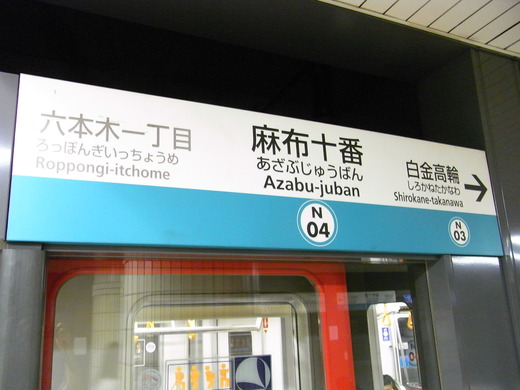 六本木一丁目
ろっぽんぎいっちょうめ
Roppongi-itchome
麻布十番
あざぶじゅうばん
Azabu-juban
N
04
白金高輪
しろかねたかなわ
Shirokane-takanawa
N
03